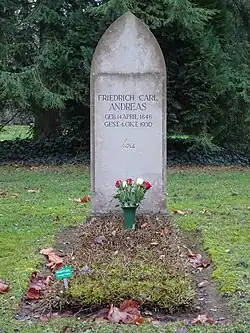 FRIEDRICH CARL
ANDREAS
GEB. 14. APRIL 1846
GEST. 4. OKT. 1930